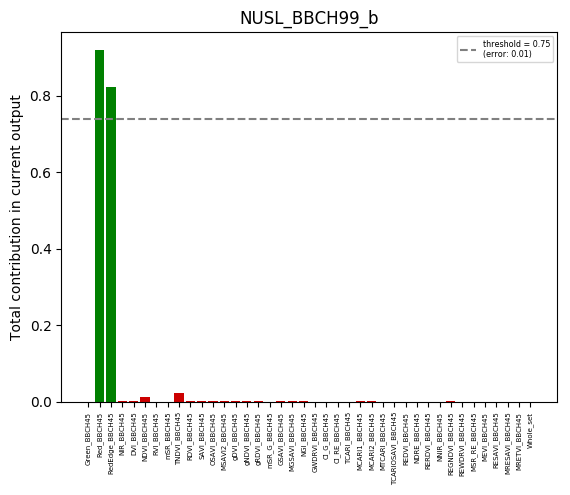 NUSL_BBCH99_b
threshold = 0.75
(error: 0.01)
Total contribution in current output
0.8
0.6
0.4
0.2
0.0
Green_BBCH45
Red_BBCH45
RedEdge_BBCH45
NIR_BBCH45
DVI_BBCH45
NDVI_BBCH45
RVI_BBCH45
mSR_BBCH45
TNDVI_BBCH45
RDVI_BBCH45
SAVI_BBCH45
OSAVI_BBCH45
MSAVI2_BBCH45
gDVI_BBCH45
gNDVI_BBCH45
gRDVI_BBCH45
mSR_G_BBCH45
GSAVI_BBCH45
MGSAVI_BBCH45
NGI_BBCH45
GWDRVI_BBCH45
CI_G_BBCH45
CI_RE_BBCH45
TCARI_BBCH45
MCARI1_BBCH45
MCARI2_BBCH45
MTCARI_BBCH45
TCARIOSAVI_BBCH45
REDVI_BBCH45
NDRE_BBCH45
RERDVI_BBCH45
NNIR_BBCH45
REGNDVI_BBCH45
REWDRVI_BBCH45
MSR_RE_BBCH45
MEVI_BBCH45
RESAVI_BBCH45
MRESAVI_BBCH45
MRETVI_BBCH45
Whole_set